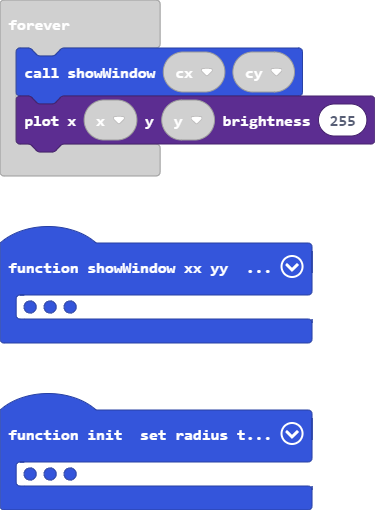 forever
call showWindow cx cy
plot x x y y brightness 255
function showWindow xx yy ...
function init set radius t...